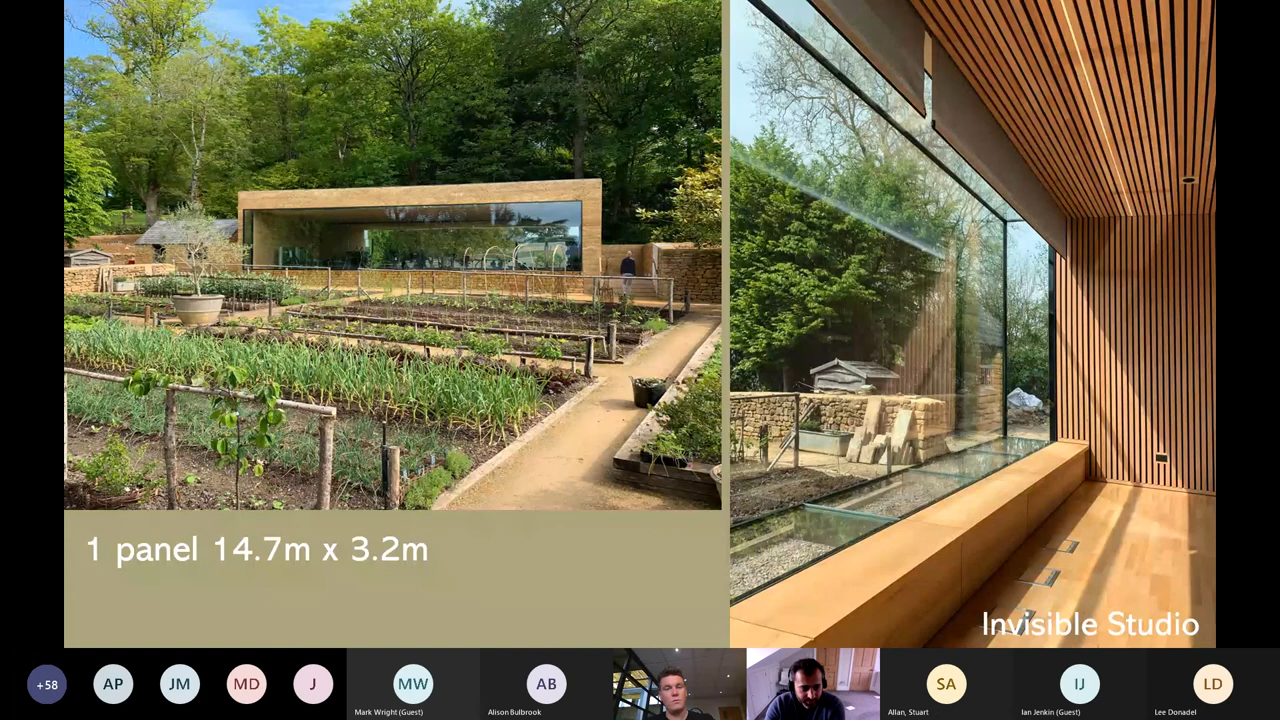 1 panel 14.7m x 3.2m
Invisible Studio
+58
AP
JM
MD
J
MW
Mark Wright (Guest)
AB
Alison Bulbrook
SA
Allan, Stuart
IJ
Ian Jenkin (Guest)
LD
Lee Donadel